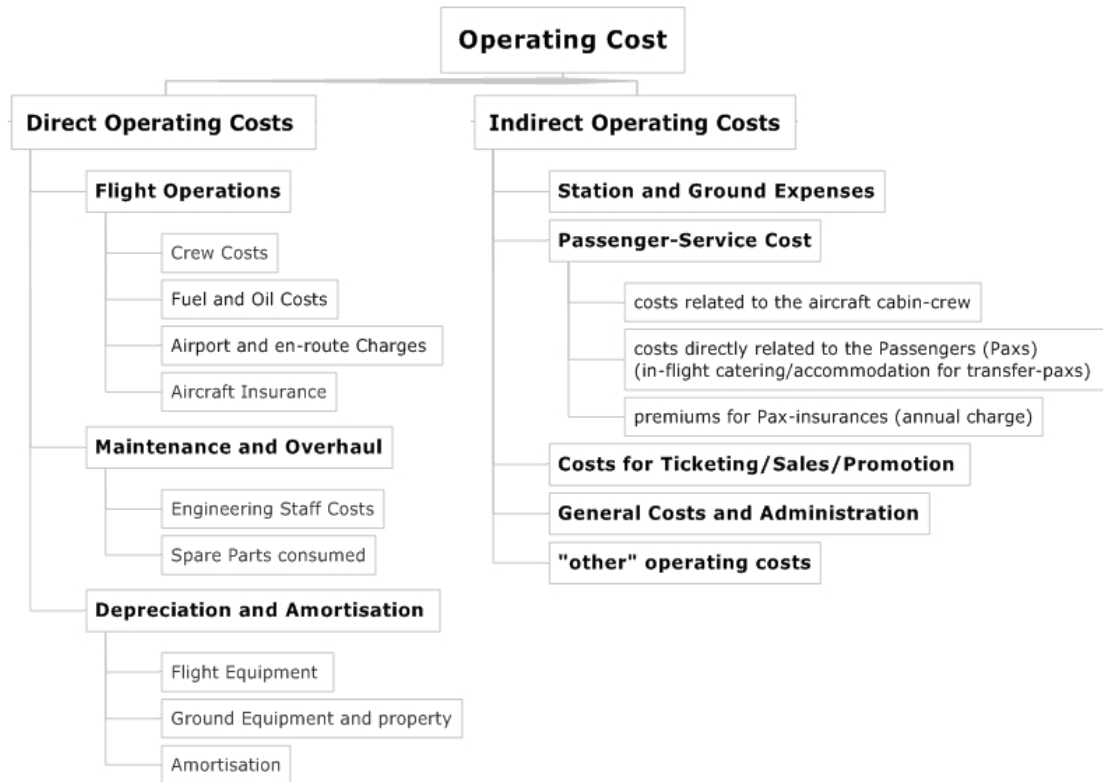 Operating Cost
Direct Operating Costs
Flight Operations
Crew Costs
Fuel and Oil Costs
Airport and en-route Charges
Aircraft Insurance
Maintenance and Overhaul
Engineering Staff Costs
Spare Parts consumed
Depreciation and Amortisation
Flight Equipment
Ground Equipment and property
Amortisation
Indirect Operating Costs
Station and Ground Expenses
Passenger-Service Cost
costs related to the aircraft cabin-crew
costs directly related to the Passengers (Paxs)
(in-flight catering/accommodation for transfer-paxs)
premiums for Pax-insurances (annual charge)
Costs for Ticketing/Sales/Promotion
General Costs and Administration
"other" operating costs